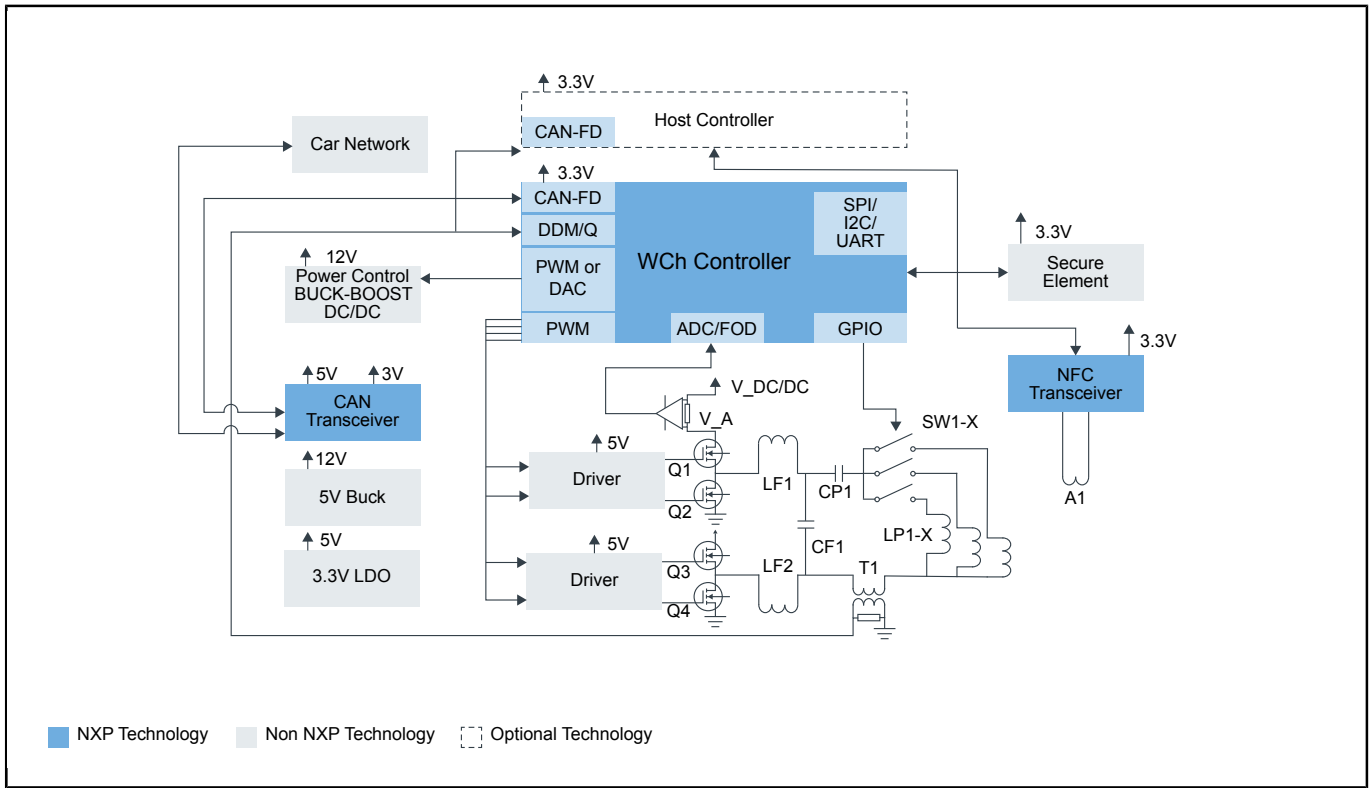 3.3V
Host Controller
CAN-FD
Car Network
3.3V
CAN-FD
SPI/
I2C/
UART
DDM/Q
3.3V
12V
WCh Controller
Secure
Element
Power Control
BUCK-BOOST
DC/DC
PWM or
DAC
PWM
ADC/FOD
GPIO
3.3V
5V
3V
V_DC/DC
NFC
Transceiver
CAN
Transceiver
V_A
SW1-X
5V
12V
Q1
Driver
LF1
CP1
A1
5V Buck
Q2
LP1-X
5V
5V
CF1
Q3
LF2
T1
3.3V LDO
Driver
Q4
NXP Technology
Non NXP Technology
Optional Technology